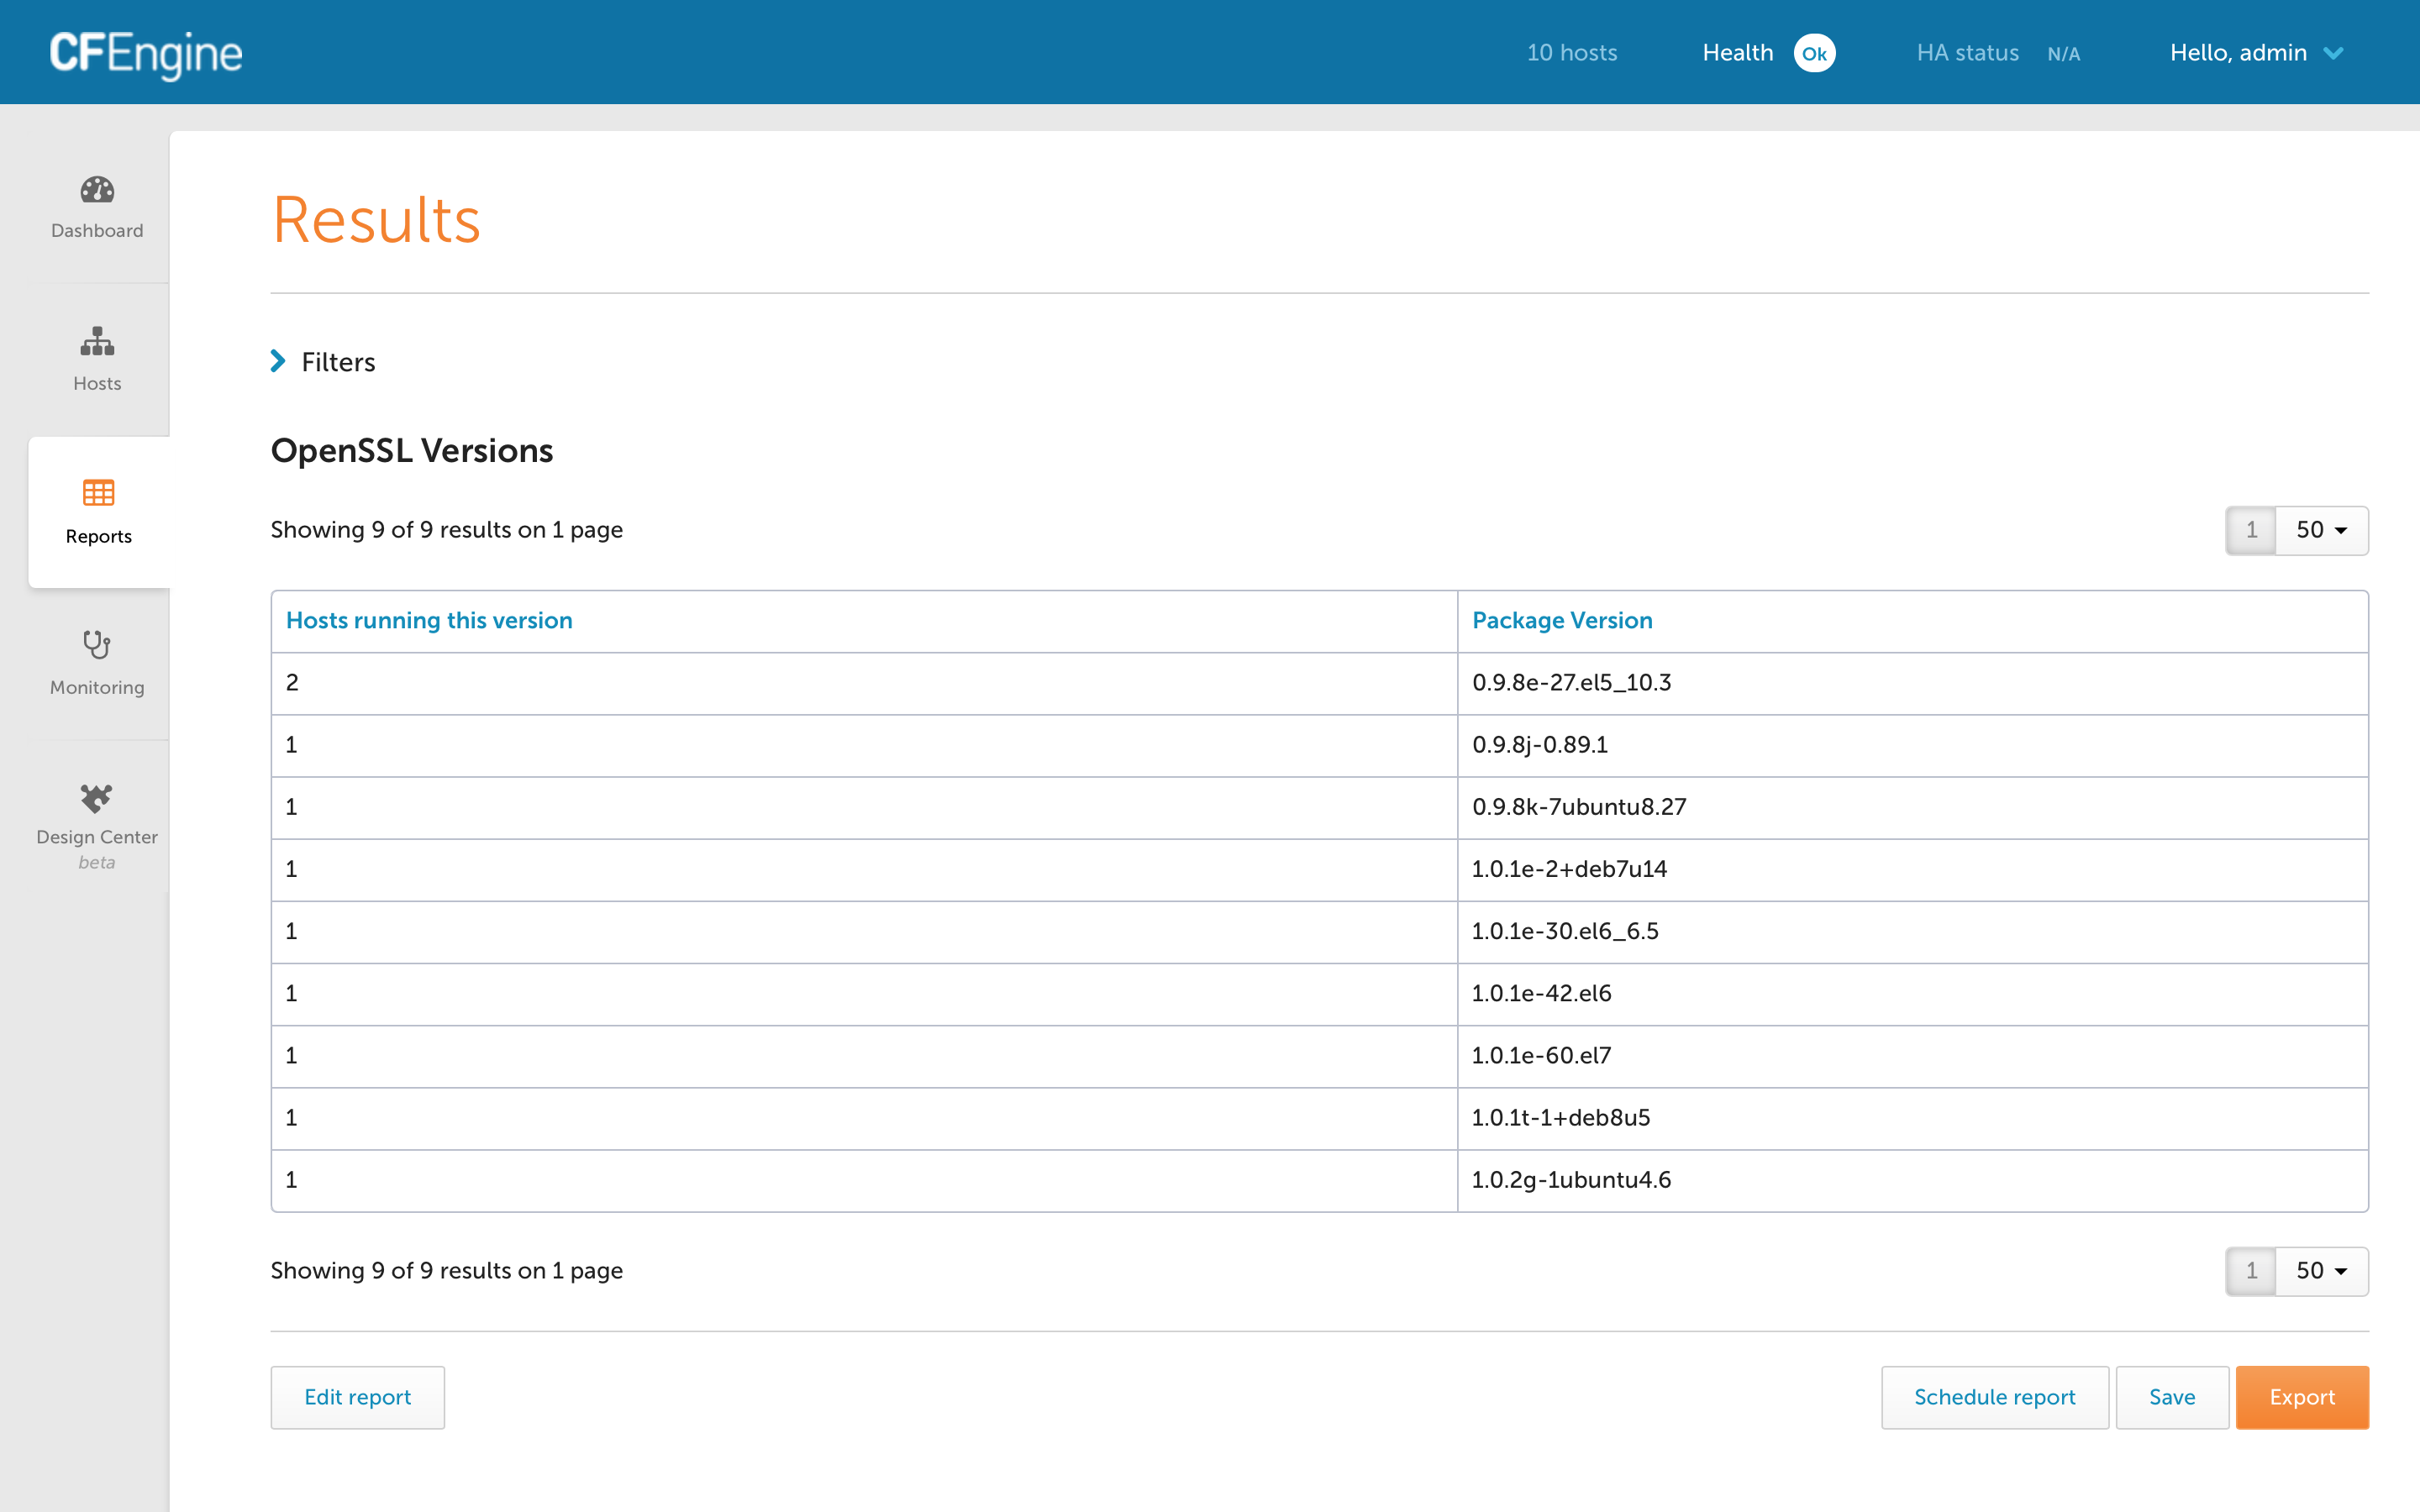 CFEngine
10 hosts Health Ok HA status N/A Hello, admin
Dashboard
Hosts
Reports
Monitoring
Design Center
beta
Results
Filters
OpenSSL Versions
Showing 9 of 9 results on 1 page 1 50
Hosts running this version Package Version
2 0.9.8e-27.el5_10.3
1 0.9.8j-0.89.1
1 0.9.8k-7ubuntu8.27
1 1.0.1e-2+deb7u14
1 1.0.1e-30.el6_6.5
1 1.0.1e-42.el6
1 1.0.1e-60.el7
1 1.0.1t-1+deb8u5
1 1.0.2g-1ubuntu4.6
Showing 9 of 9 results on 1 page 1 50
Edit report Schedule report Save Export